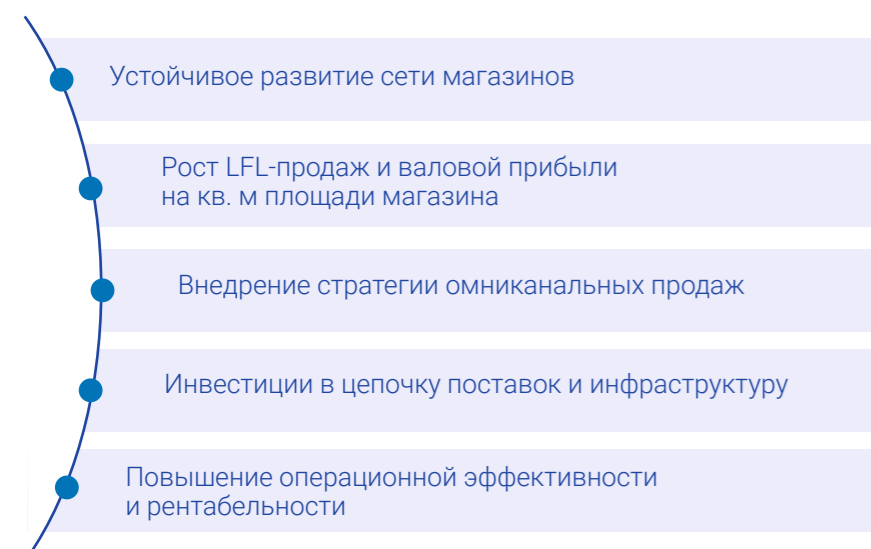 Устойчивое развитие сети магазинов
Рост LFL-продаж и валовой прибыли
на кв. м площади магазина
Внедрение стратегии омниканальных продаж
Инвестиции в цепочку поставок и инфраструктуру
Повышение операционной эффективности
и рентабельности